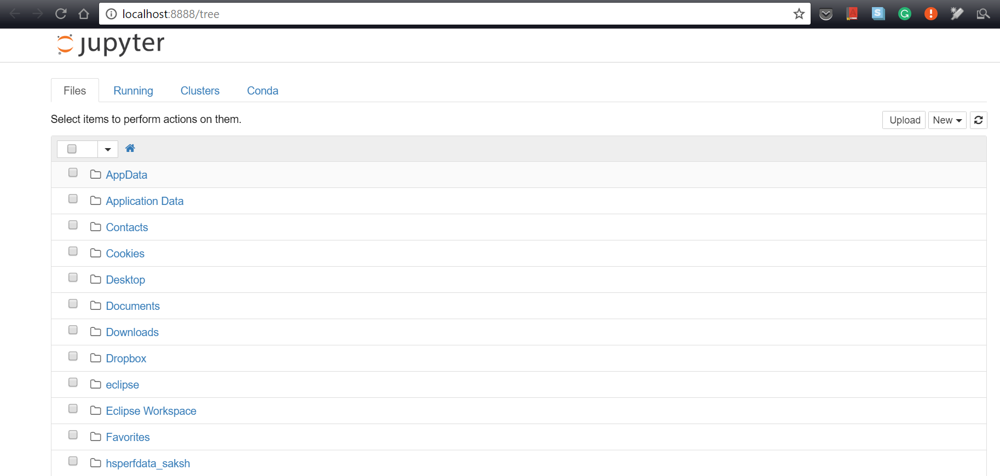 localhost:8888/tree
jupyter
Files Running Clusters Conda
Select items to perform actions on them.
Upload New
AppData
Application Data
Contacts
Cookies
Desktop
Documents
Downloads
Dropbox
eclipse
Eclipse Workspace
Favorites
hsperfdata_saksh